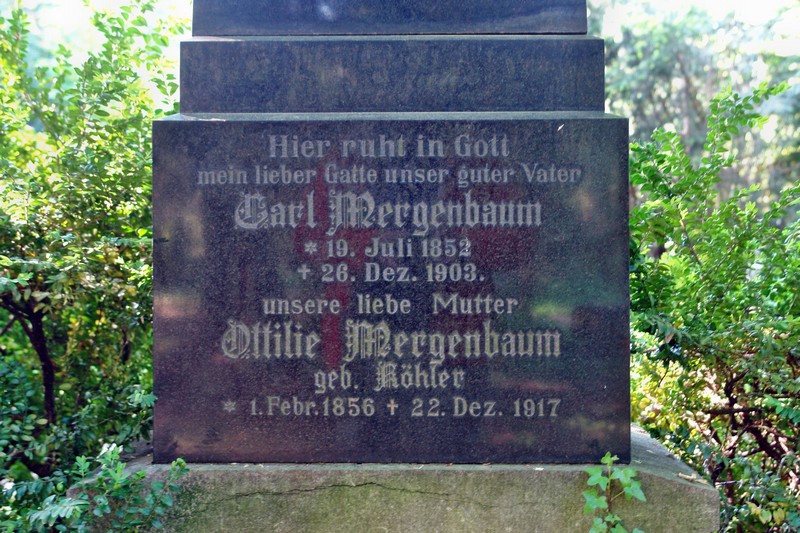 Hier ruht in Gott
mein lieber Gatte unser guter Vater
Carl Mergenbaum
* 19. Juli 1852
✝ 26. Dez. 1903.
unsere liebe Mutter
Ottilie Mergenbaum
geb. Köhler
* 1. Febr. 1856 ✝ 22. Dez. 1917